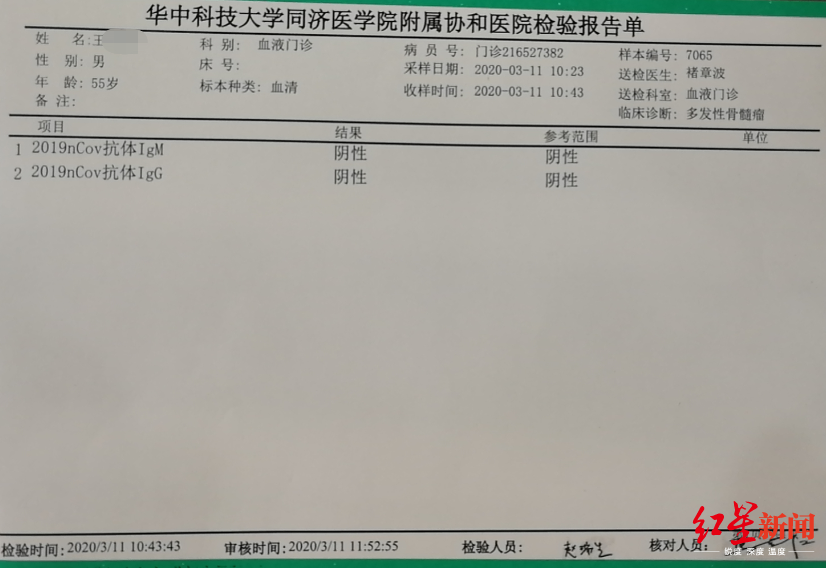 华中科技大学同济医学院附属协和医院检验报告单
姓 名:王 科 别: 血液门诊 病 员 号: 门诊216527382 样本编号: 7065
性 别: 男 床 号: 采样日期: 2020-03-11 10:23 送检医生: 褚章波
年 龄: 55岁 标本种类: 血清 收样时间: 2020-03-11 10:43 送检科室: 血液门诊
备 注: 临床诊断: 多发性骨髓瘤
项目 结果 参考范围 单位
1 2019nCov抗体IgM 阴性 阴性
2 2019nCov抗体IgG 阴性 阴性
红星新闻
锐度 深度 温度
检验时间:2020/3/11 10:43:43 审核时间:2020/3/11 11:52:55 检验人员: 核对人员: